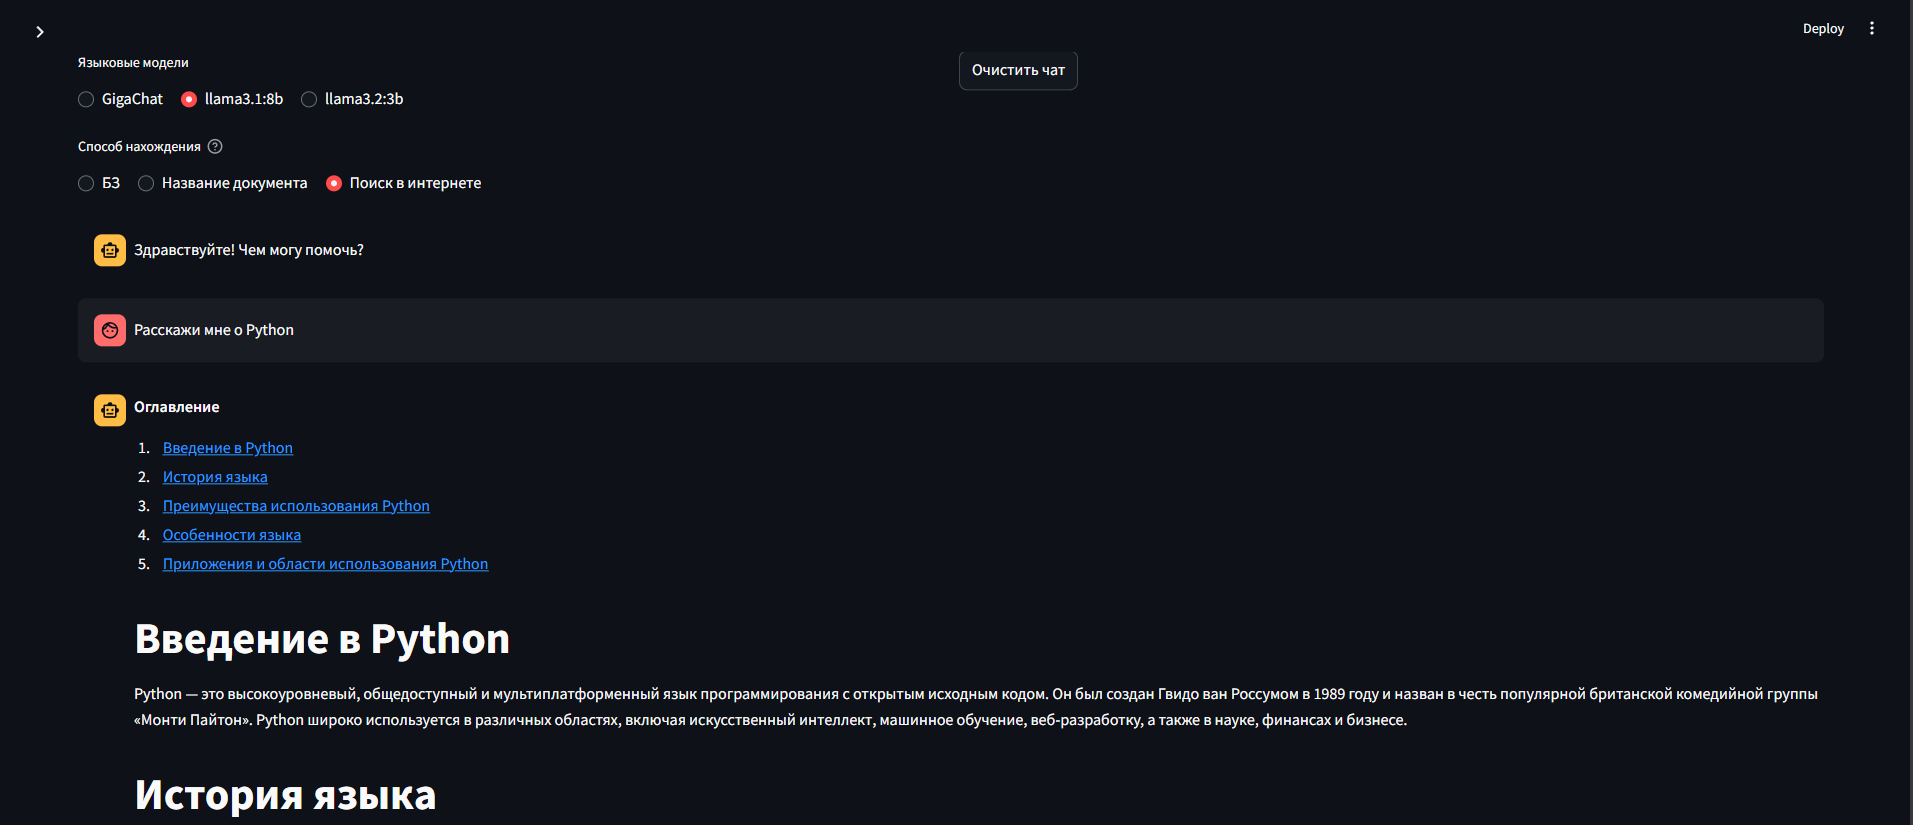 Deploy
Языковые модели
Очистить чат
GigaChat llama3.1:8b llama3.2:3b
Способ нахождения
БЗ Название документа Поиск в интернете
Здравствуйте! Чем могу помочь?
Расскажи мне о Python
Оглавление
1. Введение в Python
2. История языка
3. Преимущества использования Python
4. Особенности языка
5. Приложения и области использования Python
Введение в Python
Python — это высокоуровневый, общедоступный и мультиплатформенный язык программирования с открытым исходным кодом. Он был создан Гвидо ван Россумом в 1989 году и назван в честь популярной британской комедийной группы
«Монти Пайтон». Python широко используется в различных областях, включая искусственный интеллект, машинное обучение, веб-разработку, а также в науке, финансах и бизнесе.
История языка